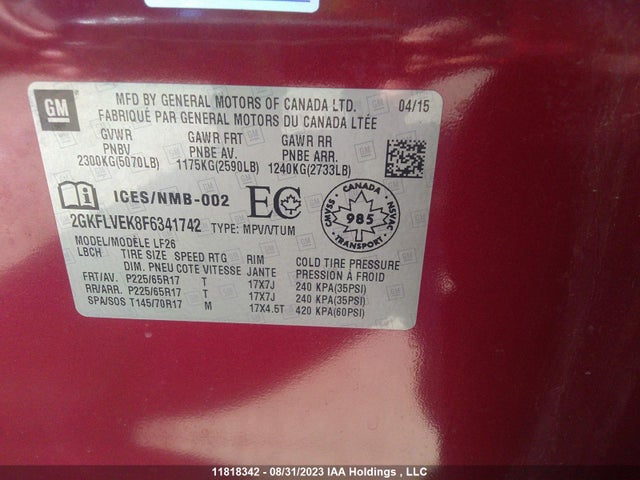 GM
MFD BY GENERAL MOTORS OF CANADA LTD. 04/15
FABRIQUÉ PAR GENERAL MOTORS DU CANADA LTÉE
GVWR GAWR FRT GAWR RR
PNBV PNBE AV. PNBE ARR.
2300KG(5070LB) 1175KG(2590LB) 1240KG(2733LB)
ICES/NMB-002 EC
CANADA CMVSS 985 NSVAC TRANSPORT
2GKFLVEK8F6341742 TYPE: MPV/VTUM
MODEL/MODÈLE LF26
LBCH TIRE SIZE SPEED RTG RIM COLD TIRE PRESSURE
DIM. PNEU COTE VITESSE JANTE PRESSION À FROID
FRT/AV. P225/65R17 T 17X7J 240 KPA(35PSI)
RR/ARR. P225/65R17 T 17X7J 240 KPA(35PSI)
SPA/SOS T145/70R17 M 17X4.5T 420 KPA(60PSI)
11818342 - 08/31/2023 IAA Holdings , LLC